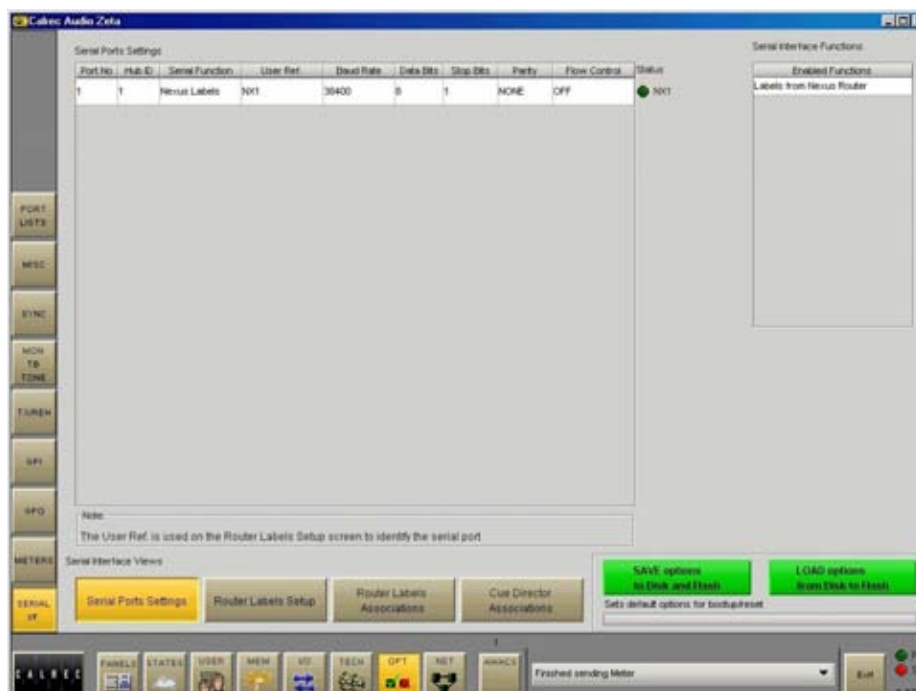 Calrec Audio Zeta
Serial Ports Settings
Serial Interface Functions
Port No. Hub ID Serial Function User Ref. Baud Rate Data Bits Stop Bits Parity Flow Control Status
1 1 Nexus Labels NX1 38400 8 1 NONE OFF NX1
Enabled Functions
Labels from Nexus Router
PORT
LISTS
MISC
SYNC
MON
TB
TONE
TX/REH
GPI
GPO
METERS
SERIAL
I/F
Note:
The User Ref. is used on the Router Labels Setup screen to identify the serial port
Serial Interface Views
Serial Ports Settings
Router Labels Setup
Router Labels
Associations
Cue Director
Associations
SAVE options
to Disk and Flash
LOAD options
from Disk to Flash
Sets default options for bootup/reset
CALREC
PANELS
STATES
USER
MEM
I/O
TECH
OPT
NET
AWACS
Finished sending Meter
Exit